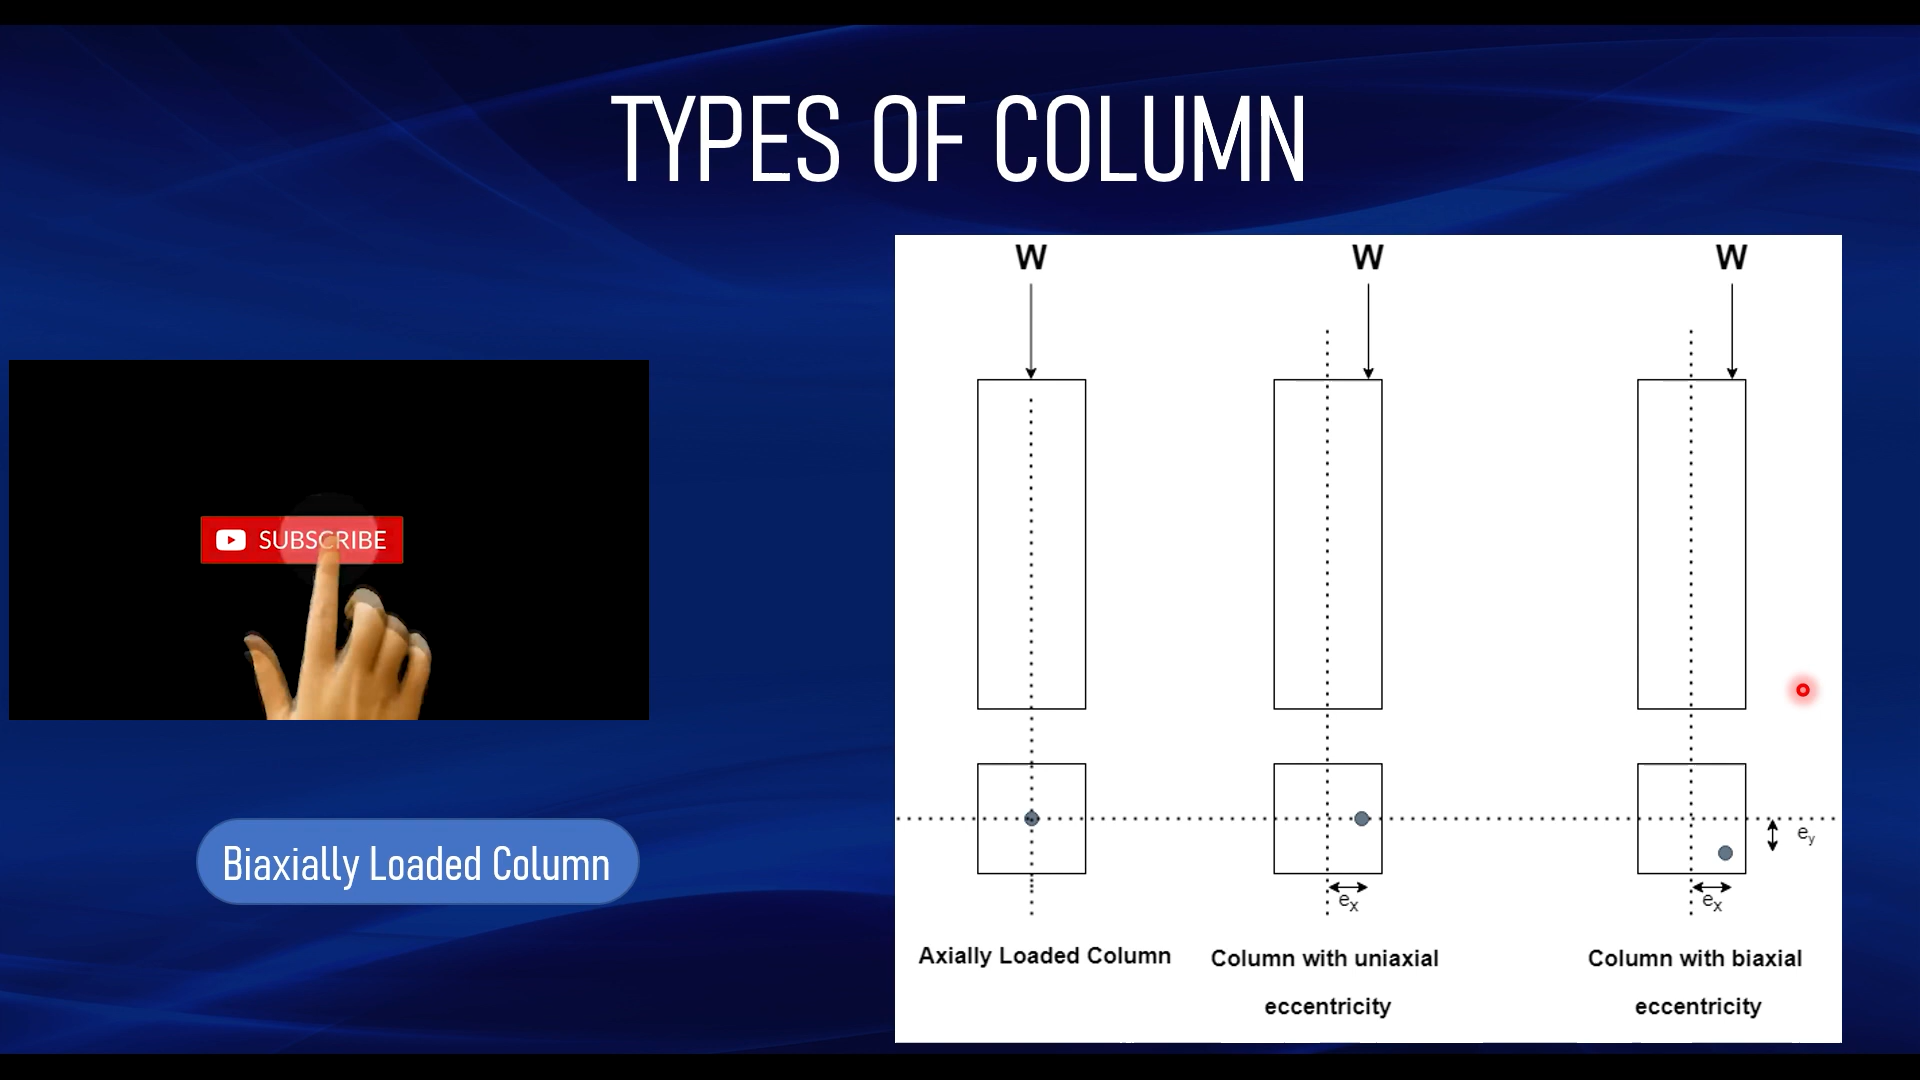 TYPES OF COLUMN
W W W
SUBSCRIBE
Biaxially Loaded Column
ey
ex ex
Axially Loaded Column
Column with uniaxial
eccentricity
Column with biaxial
eccentricity